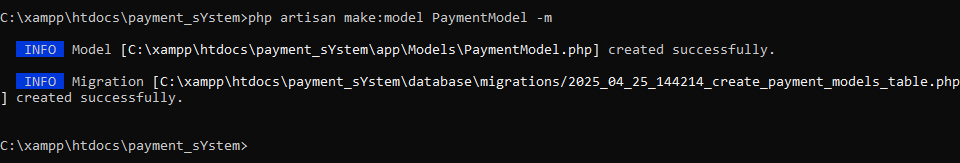 C:\xampp\htdocs\payment_sYstem>php artisan make:model PaymentModel -m
INFO Model [C:\xampp\htdocs\payment_sYstem\app\Models\PaymentModel.php] created successfully.
INFO Migration [C:\xampp\htdocs\payment_sYstem\database\migrations/2025_04_25_144214_create_payment_models_table.php
] created successfully.
C:\xampp\htdocs\payment_sYstem>